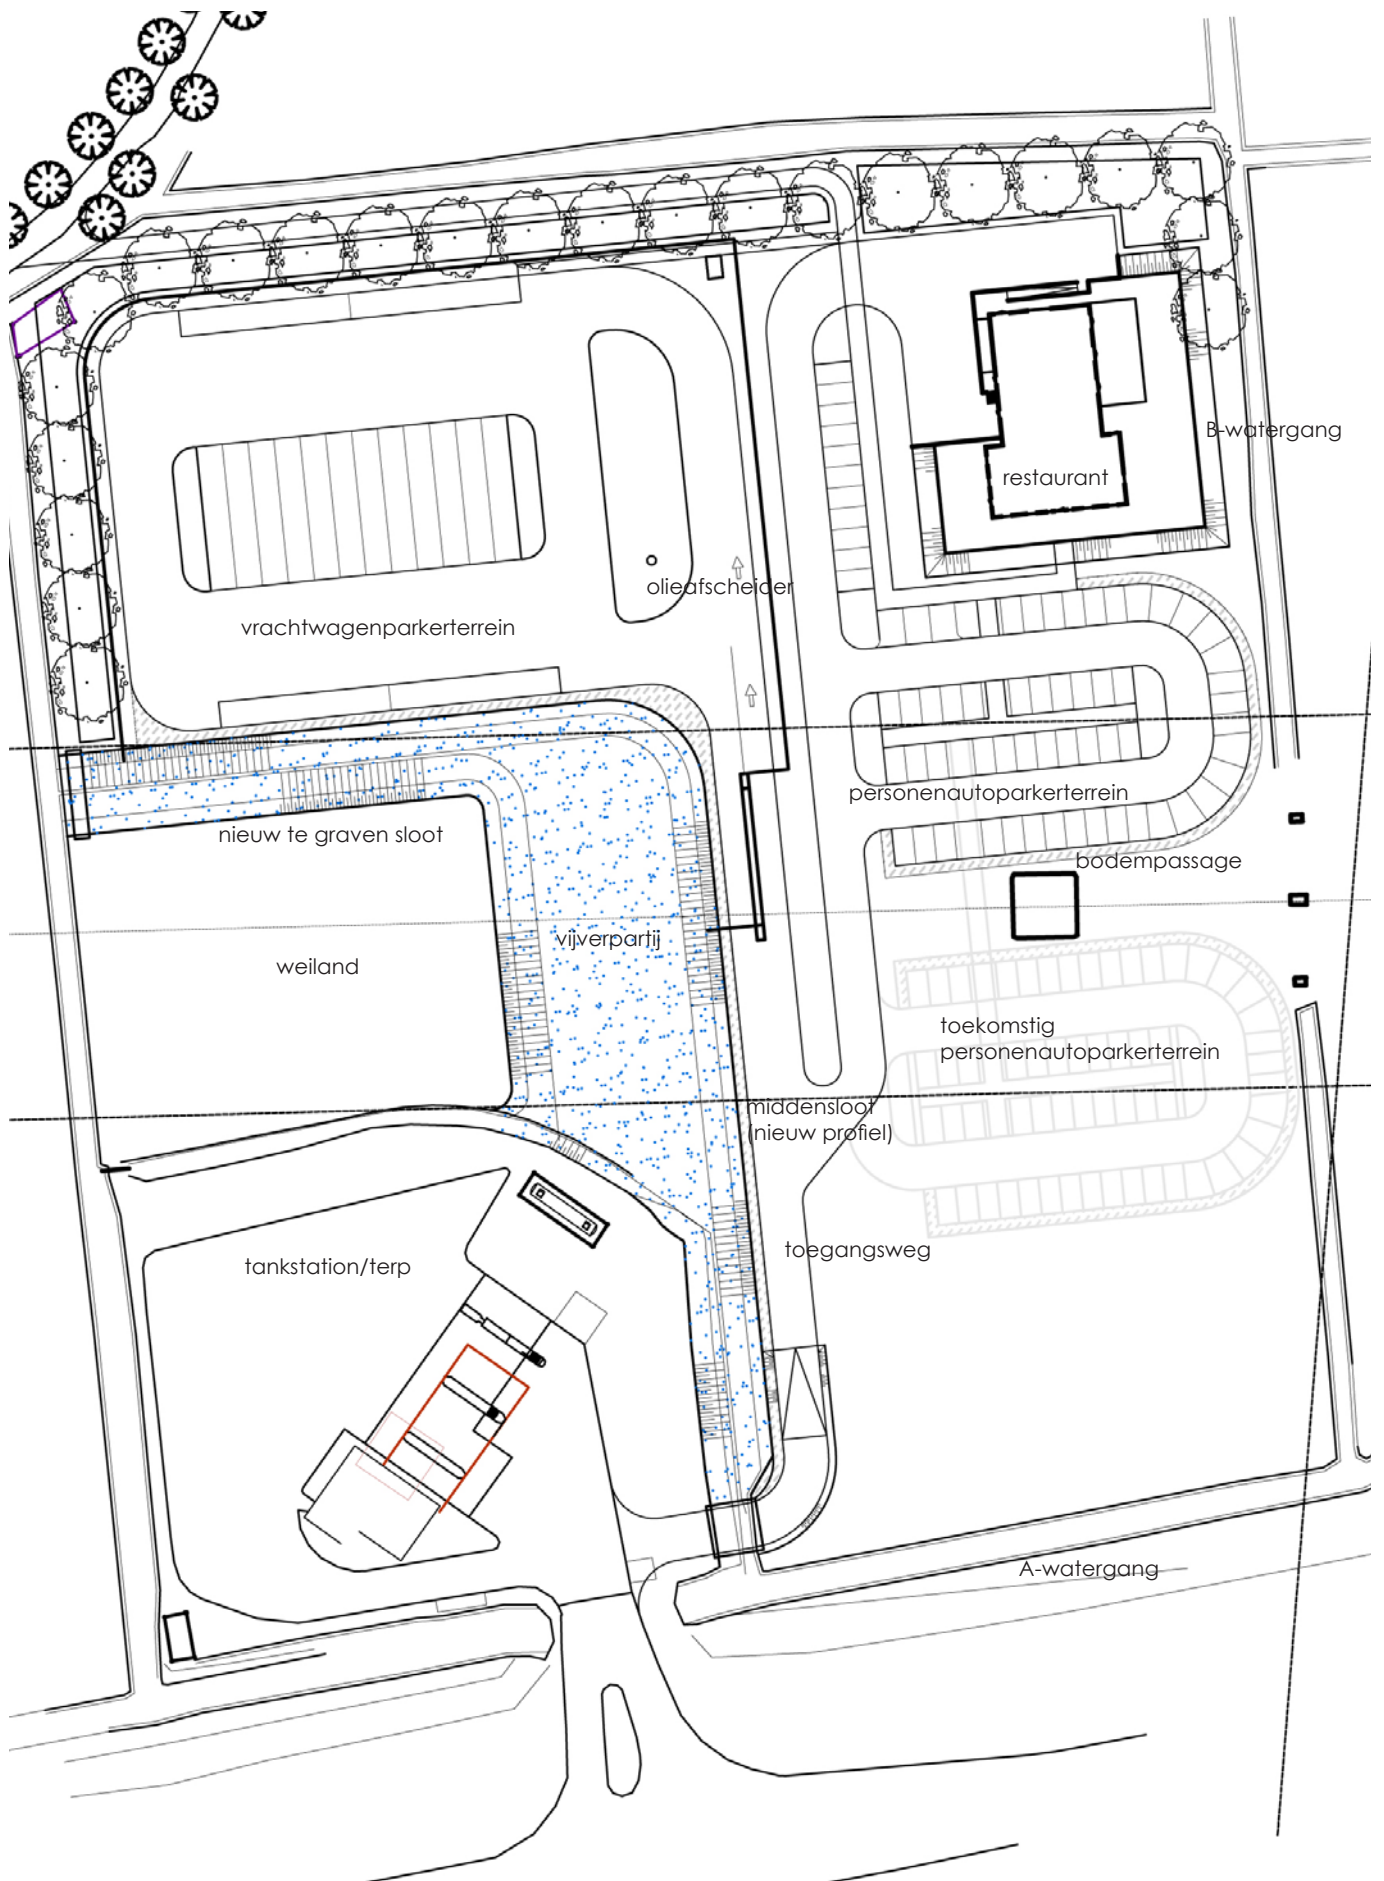 B-watergang
restaurant
olieafscheider
vrachtwagenparkerterrein
personenautoparkerterrein
nieuw te graven sloot
bodempassage
vijverpartij
weiland
toekomstig
personenautoparkerterrein
middensloot
(nieuw profiel)
toegangsweg
tankstation/terp
A-watergang